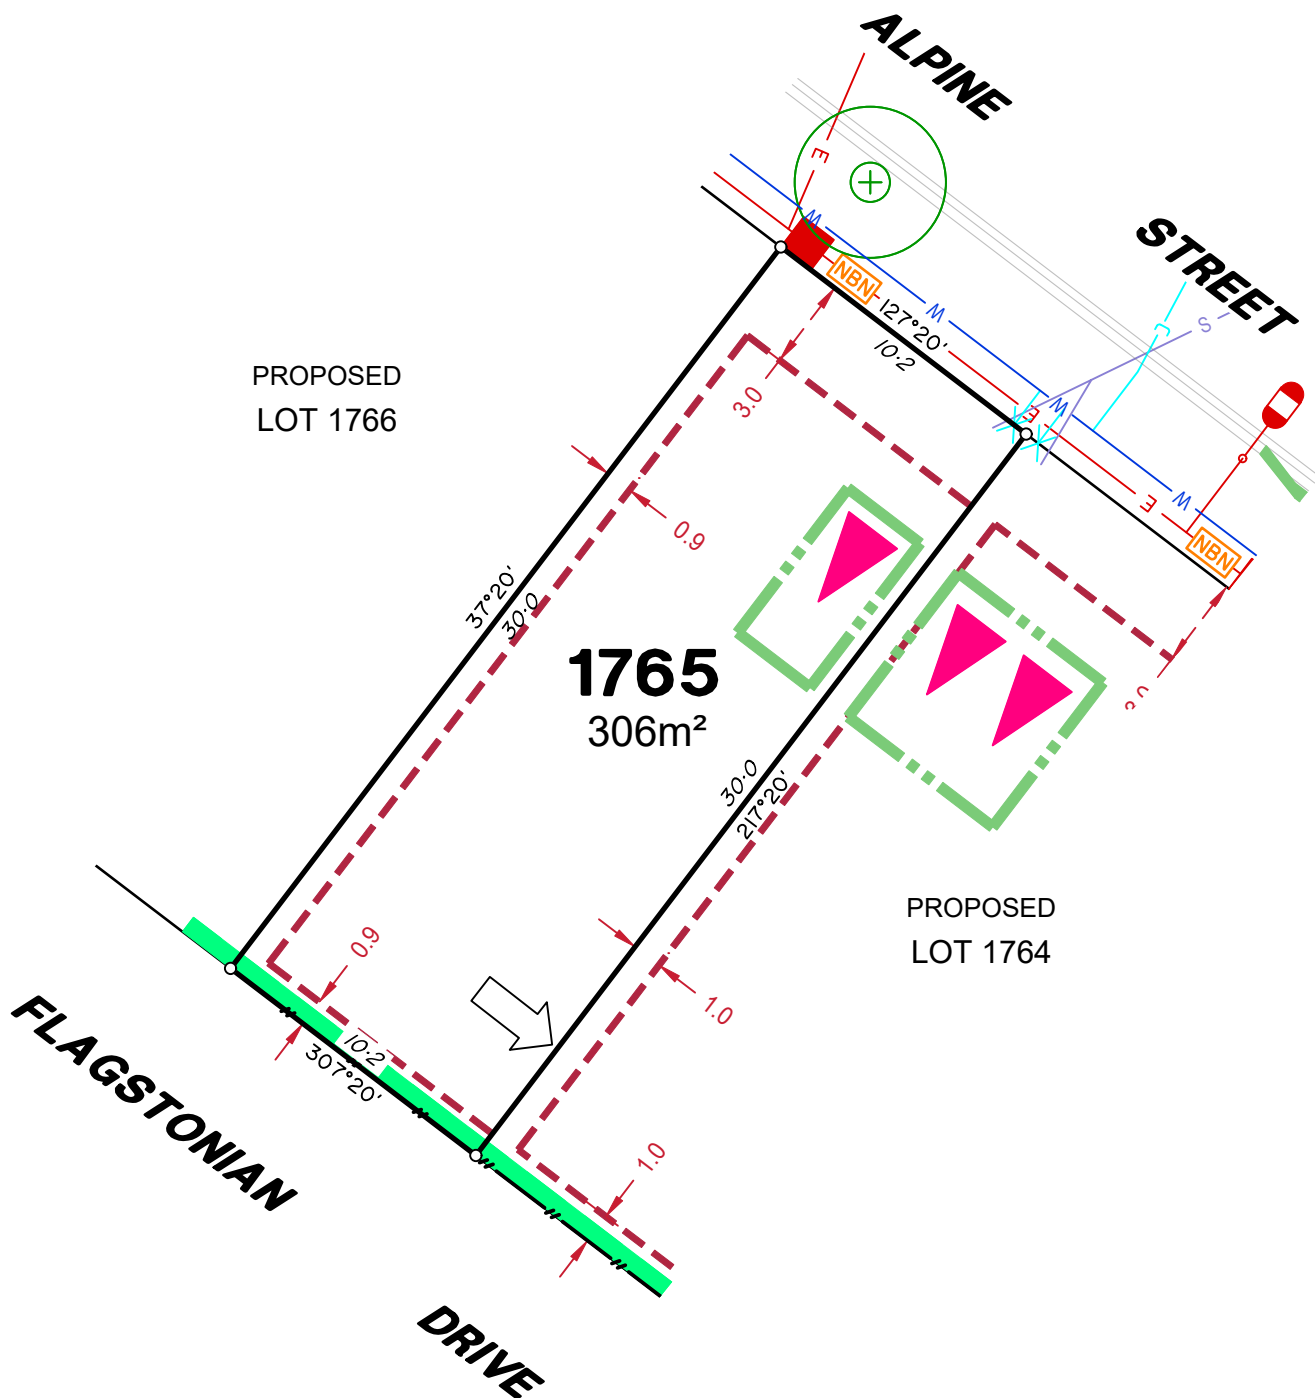 ALPINE
STREET
E
W
NBN
127°20'
10·2
W
S
C
E
W
3.0
PROPOSED
LOT 1766
0.9
E
W
NBN
37°20'
30·0
1765
306m²
30·0
217°20'
PROPOSED
LOT 1764
0.9
1.0
10·2
307°20'
1.0
FLAGSTONIAN
DRIVE